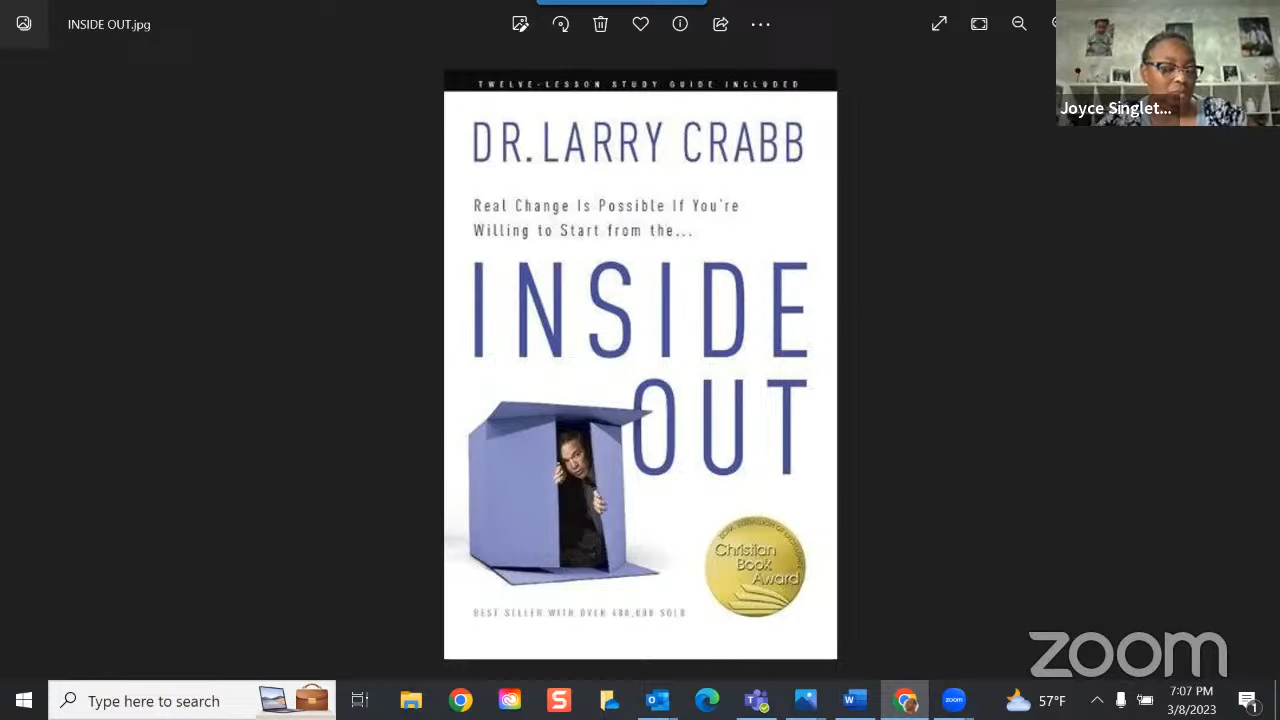 INSIDE OUT.jpg
Joyce Singlet...
TWELVE-LESSON STUDY GUIDE INCLUDED
DR. LARRY CRABB
Real Change Is Possible If You're
Willing to Start from the...
INSIDE
OUT
Christian
Book
Award
BEST SELLER WITH OVER SOLD
zoom
Type here to search
zoom
57°F
7:07 PM
3/8/2023
1